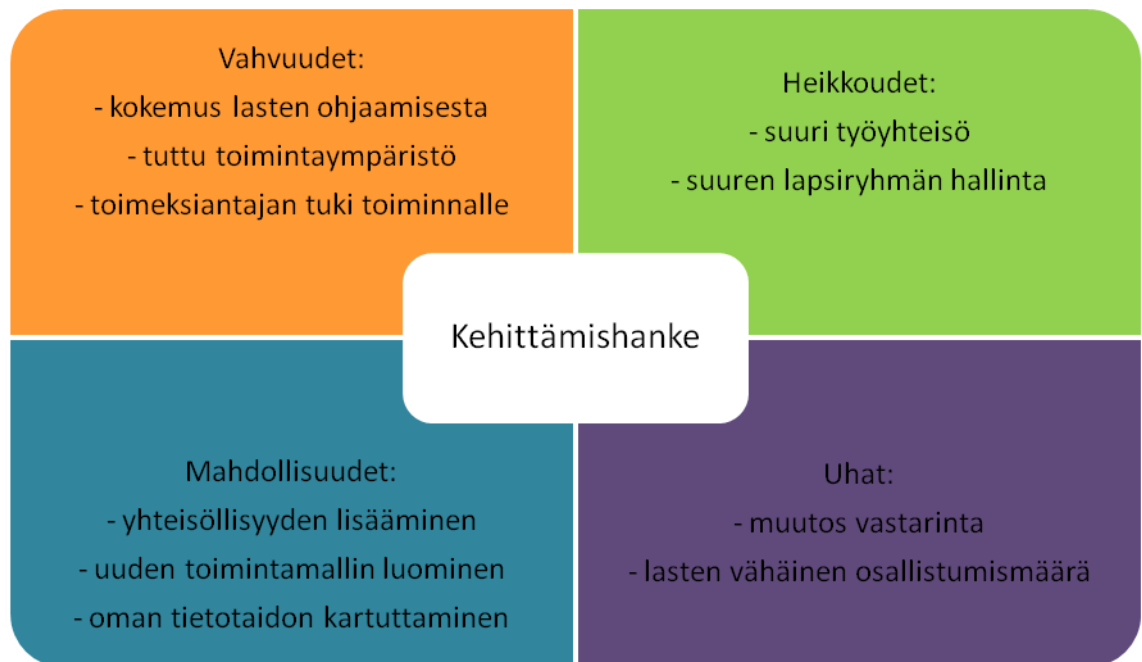 Vahvuudet:
- kokemus lasten ohjaamisesta
- tuttu toimintaympäristö
- toimeksiantajan tuki toiminnalle
Heikkoudet:
- suuri työyhteisö
- suuren lapsiryhmän hallinta
Kehittämishanke
Mahdollisuudet:
- yhteisöllisyyden lisääminen
- uuden toimintamallin luominen
- oman tietotaidon kartuttaminen
Uhat:
- muutos vastarinta
- lasten vähäinen osallistumismäärä